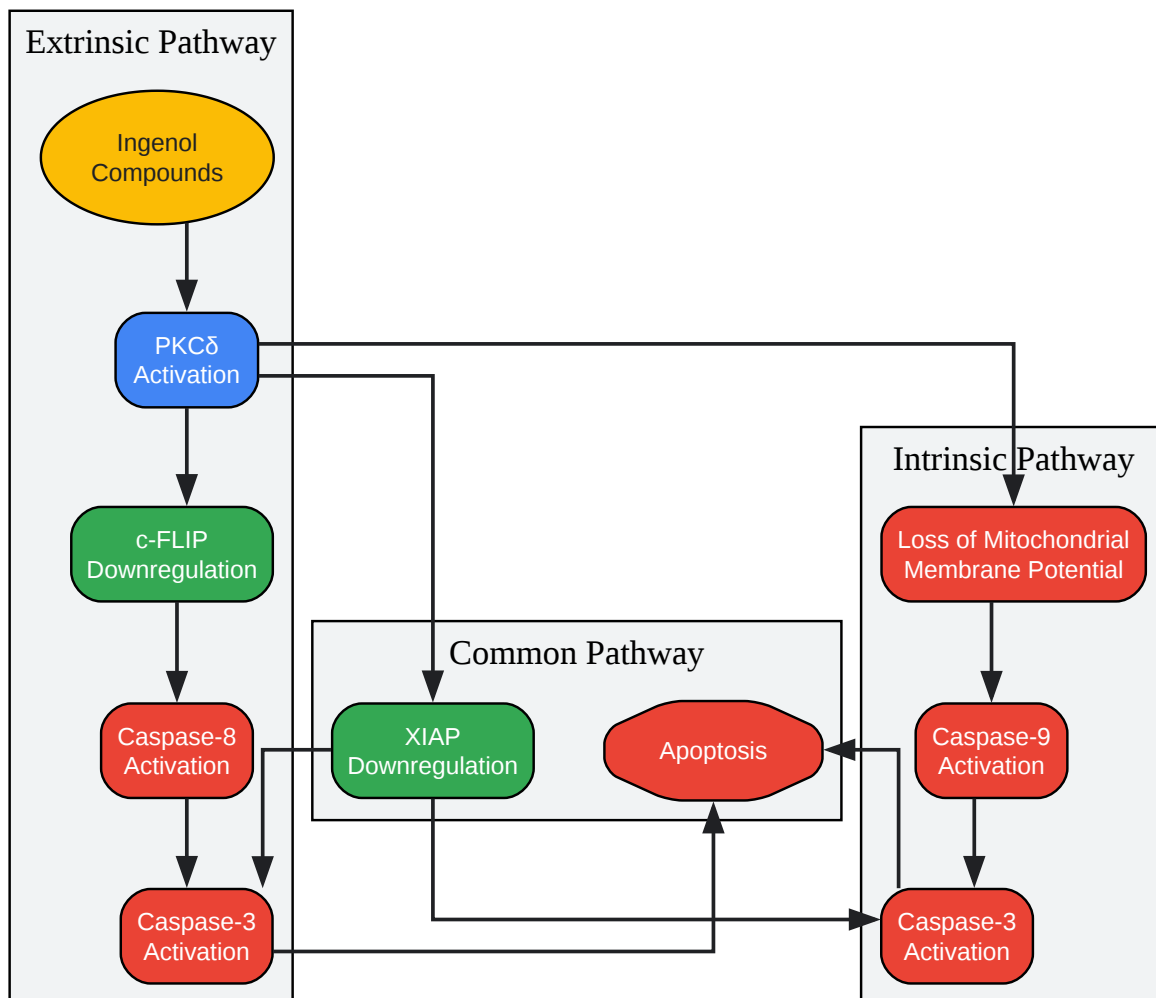 Extrinsic Pathway
Ingenol
Compounds
PKCδ
Activation
c-FLIP
Downregulation
Caspase-8
Activation
Caspase-3
Activation
Common Pathway
XIAP
Downregulation
Apoptosis
Intrinsic Pathway
Loss of Mitochondrial
Membrane Potential
Caspase-9
Activation
Caspase-3
Activation